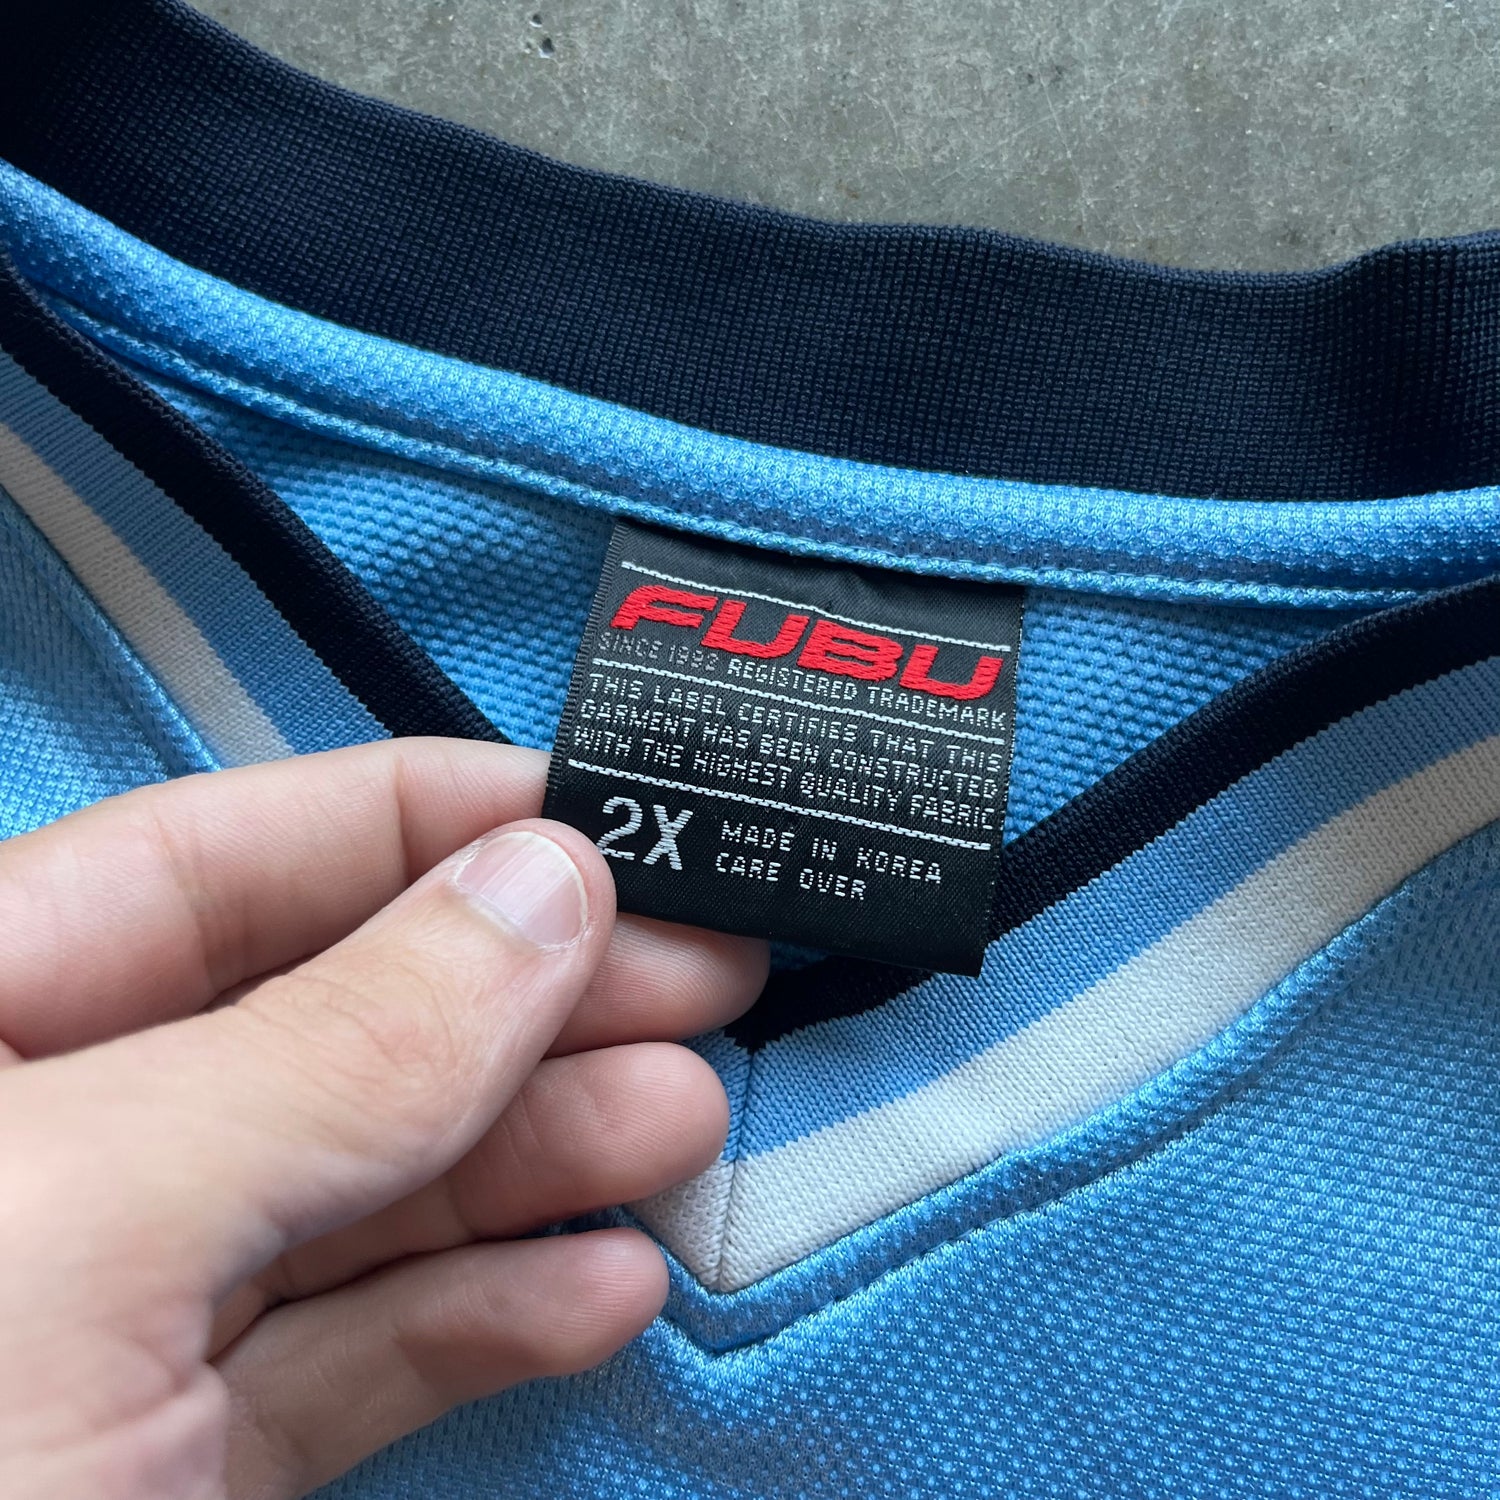 FUBU
SINCE 1992 REGISTERED TRADEMARK
THIS LABEL CERTIFIES THAT THIS
GARMENT HAS BEEN CONSTRUCTED
WITH THE HIGHEST QUALITY FABRIC
2X MADE IN KOREA
CARE OVER